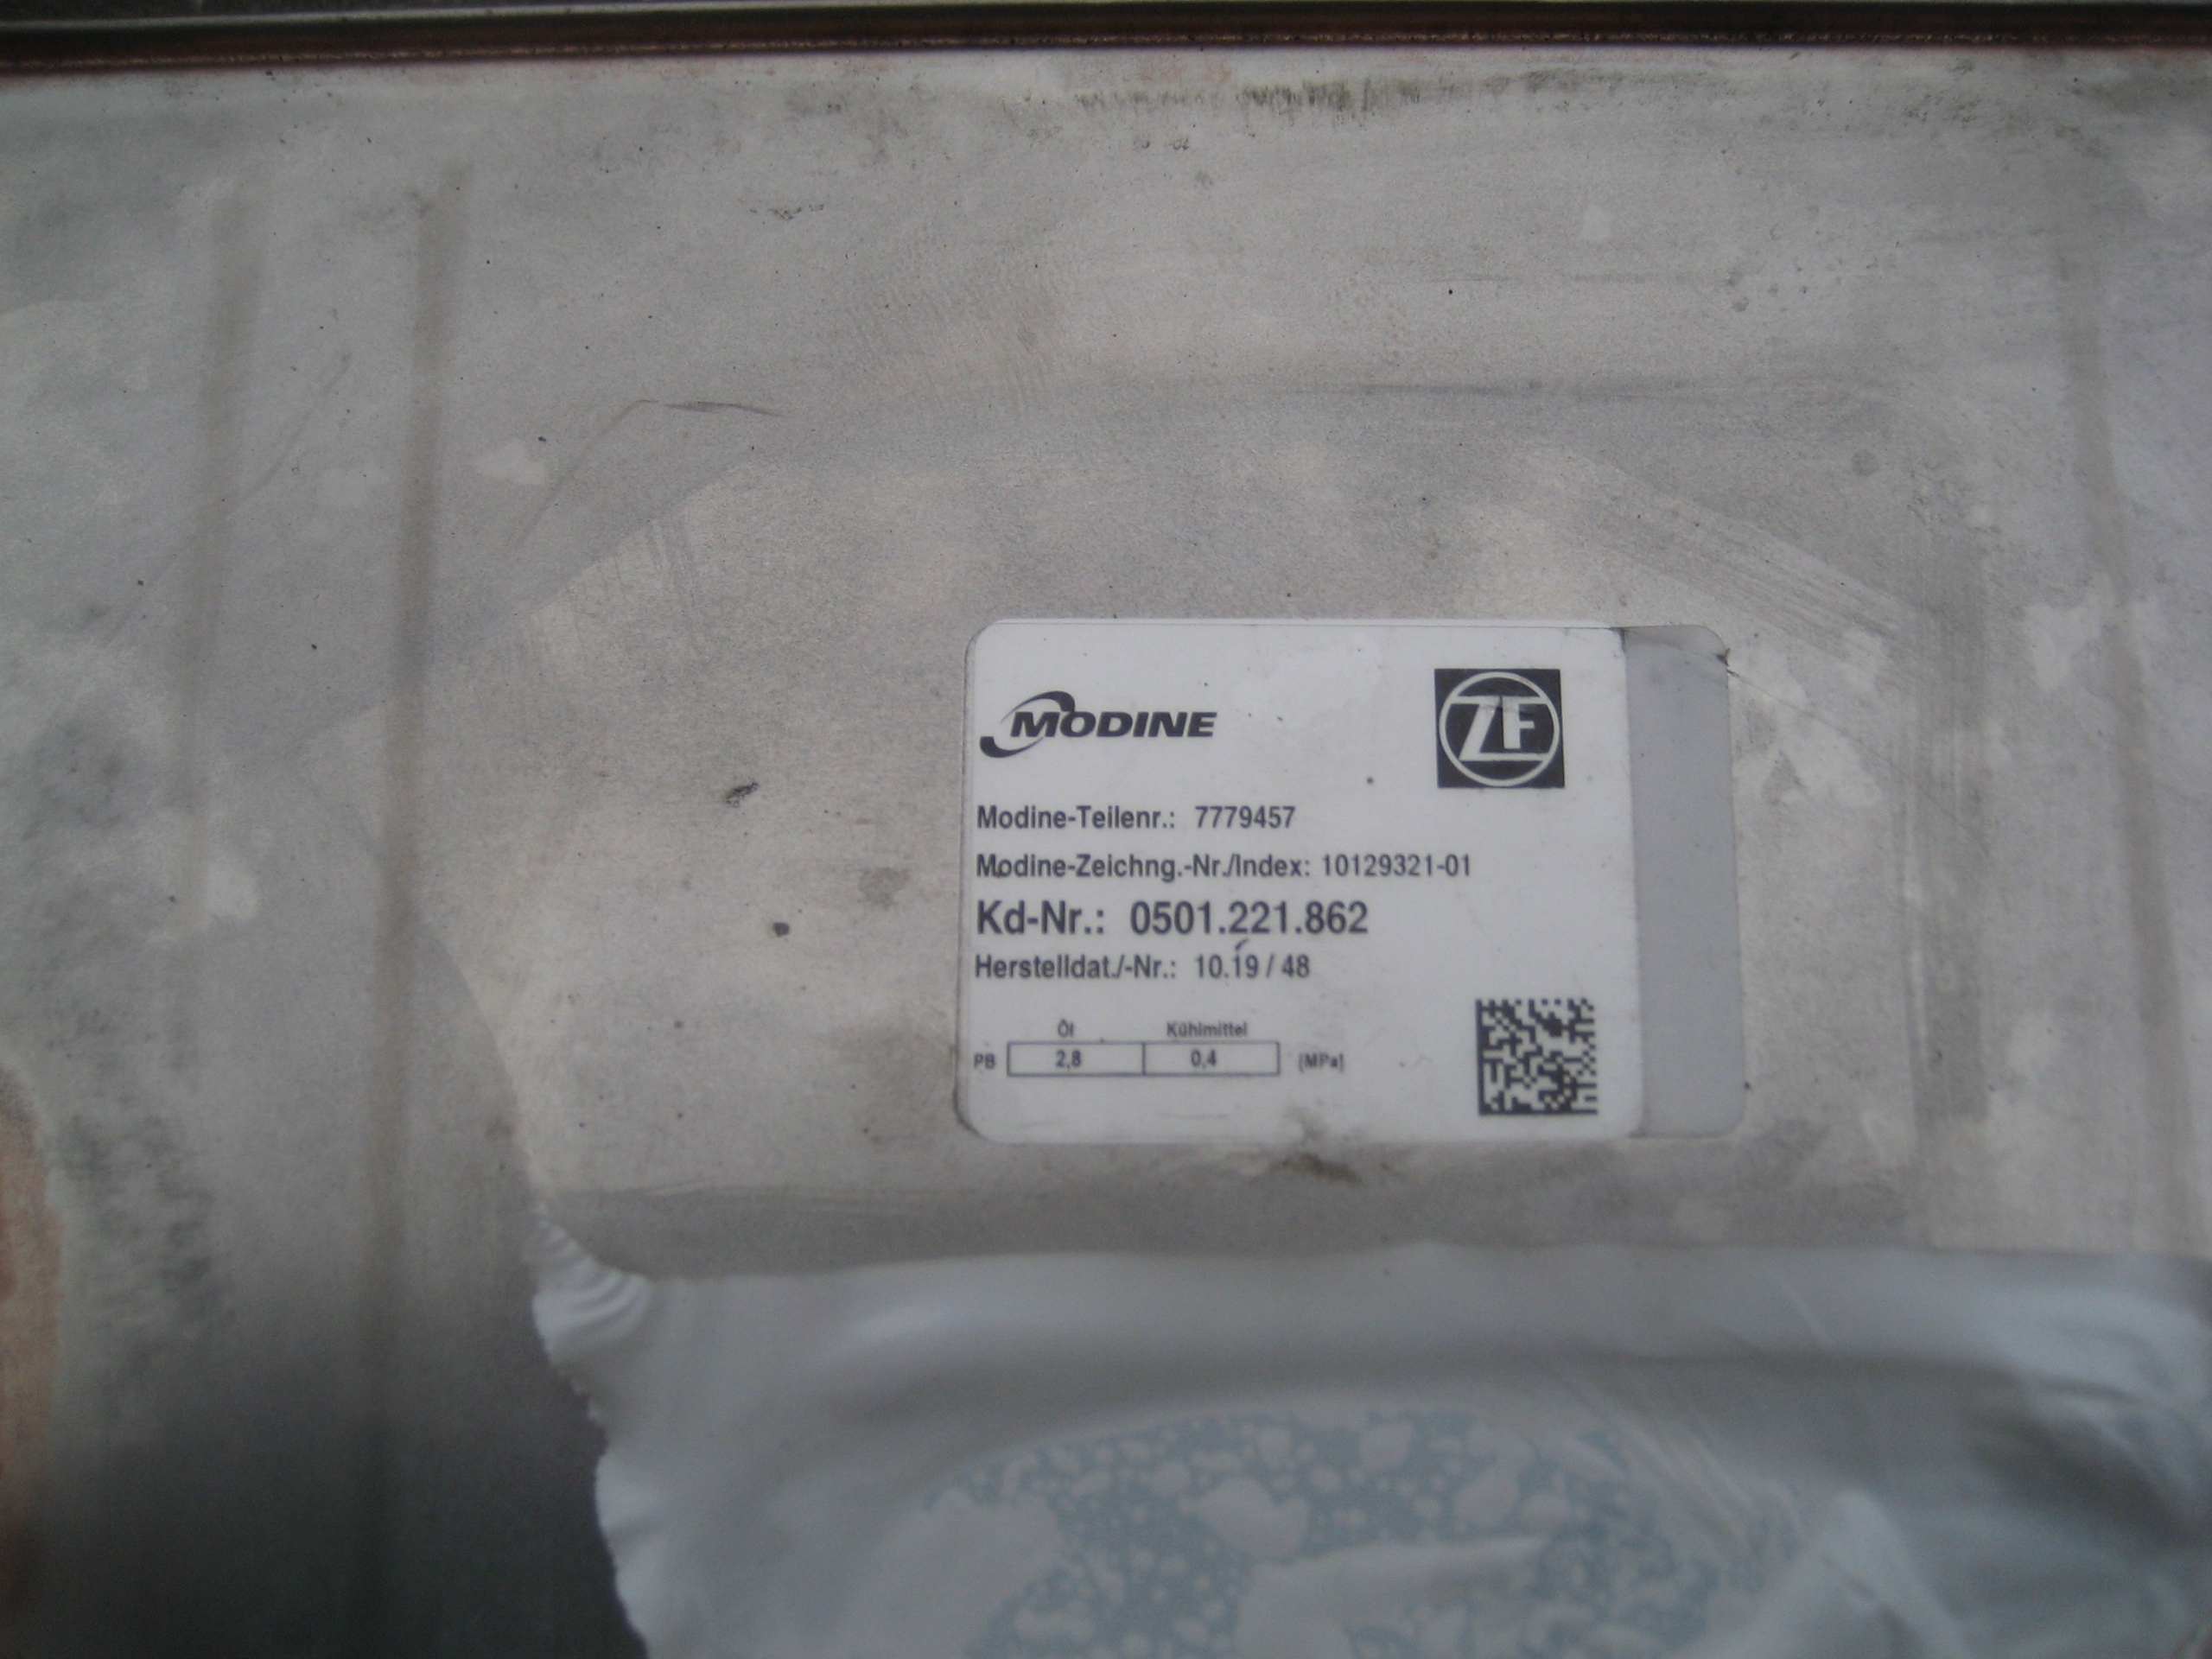 MODINE
ZF
Modine-Teilenr.: 7779457
Modine-Zeichng.-Nr./Index: 10129321-01
Kd-Nr.: 0501.221.862
Herstelldat./-Nr.: 10.19 / 48
Öl Kühlmittel
PB 2,8 0,4 [MPa]